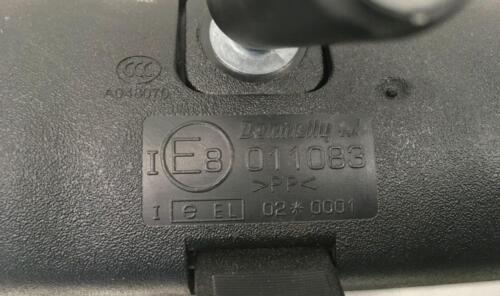 CCC
A048070
Donnelly
I E8 011083
>PP<
I e EL 02*0001